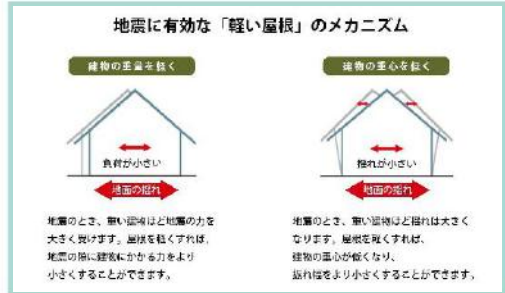 地震に有効な「軽い屋根」のメカニズム
建物の重量を低く
負荷が小さい
地面の揺れ
地震のとき、重い建物ほど地震の力を
大きく受けます。屋根を軽くすれば、
地震の際に建物にかかる力をより
小さくすることができます。
建物の重心を低く
揺れが小さい
地面の揺れ
地震のとき、重い建物ほど揺れは大きく
なります。屋根を軽くすれば、
建物の重心が低くなり、
揺れ幅をより小さくすることができます。